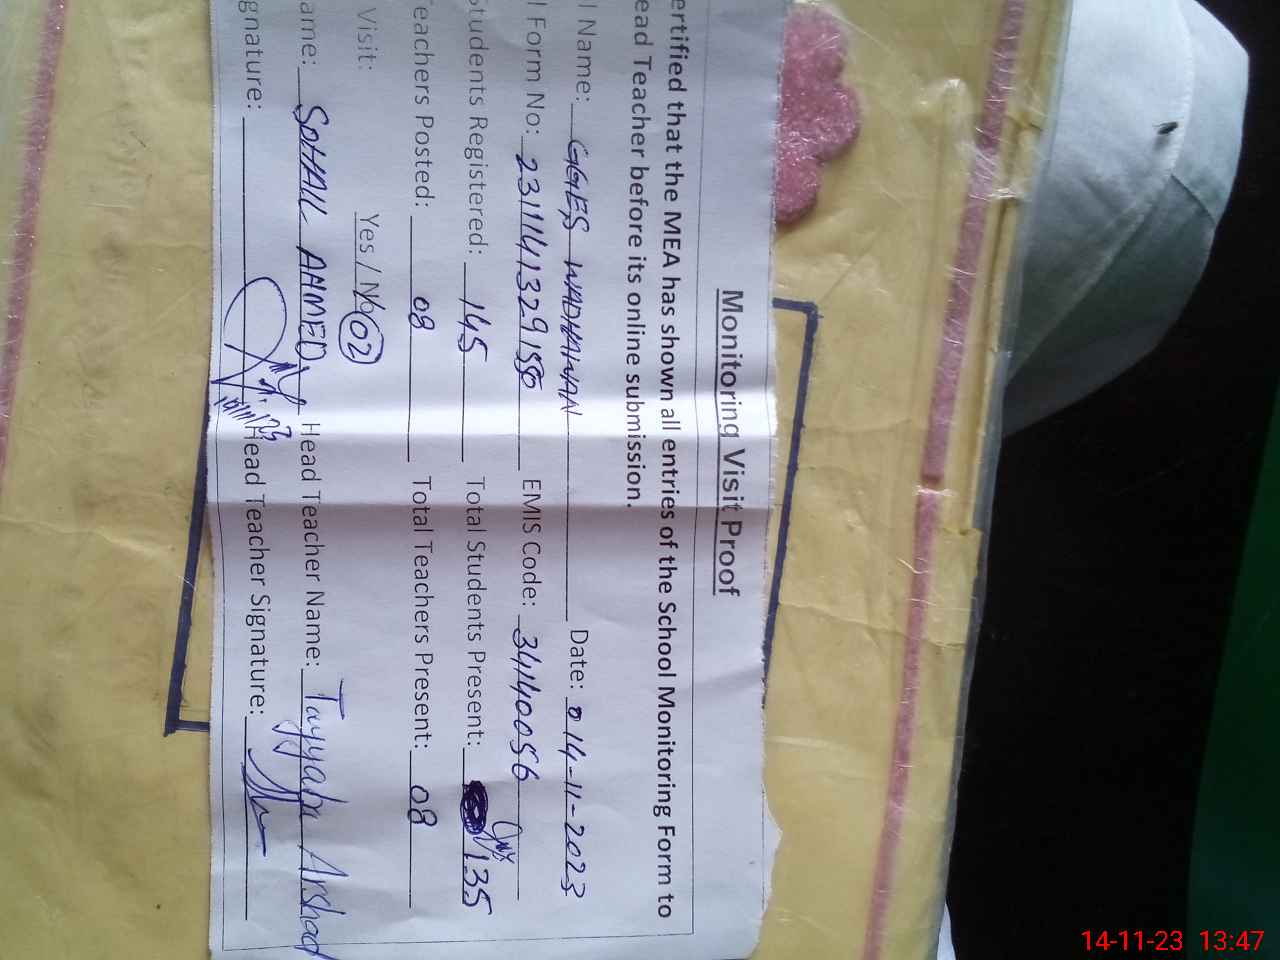 Monitoring Visit Proof
ertified that the MEA has shown all entries of the School Monitoring Form to
ead Teacher before its online submission.
l Name: GGES WADHAWAN Date: 14-11-2023
l Form No: EMIS Code: 34140056
Students Registered: 145 Total Students Present: 135
Teachers Posted: 08 Total Teachers Present: 08
Visit: Yes / No 02
ame: SOHAIL AHMED Head Teacher Name: Tayyaba Arshad
gnature: Head Teacher Signature:
14-11-23 13:47